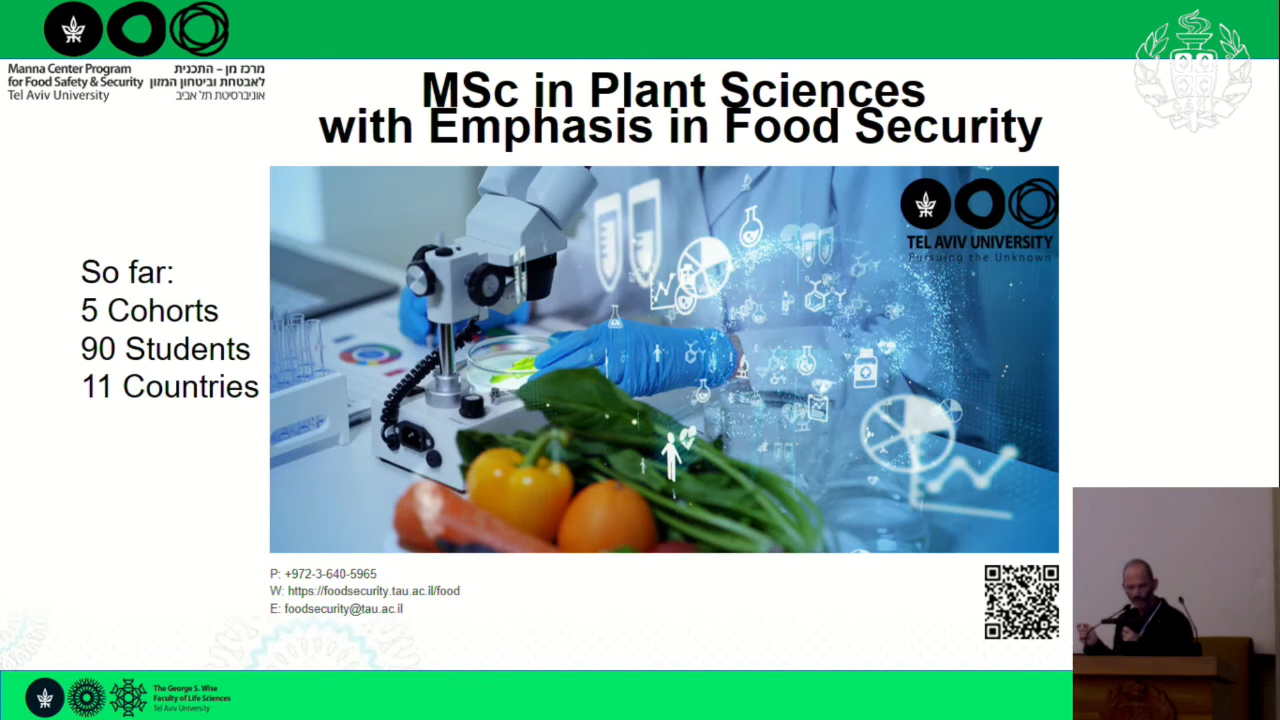 Manna Center Program
for Food Safety & Security
Tel Aviv University
מרכז מן – התכנית
לאבטחת וביטחון המזון
אוניברסיטת תל אביב
MSc in Plant Sciences
with Emphasis in Food Security
TEL AVIV UNIVERSITY
Pursuing the Unknown
So far:
5 Cohorts
90 Students
11 Countries
P: +972-3-640-5965
W: https://foodsecurity.tau.ac.il/food
E: foodsecurity@tau.ac.il
The George S. Wise
Faculty of Life Sciences
Tel Aviv University